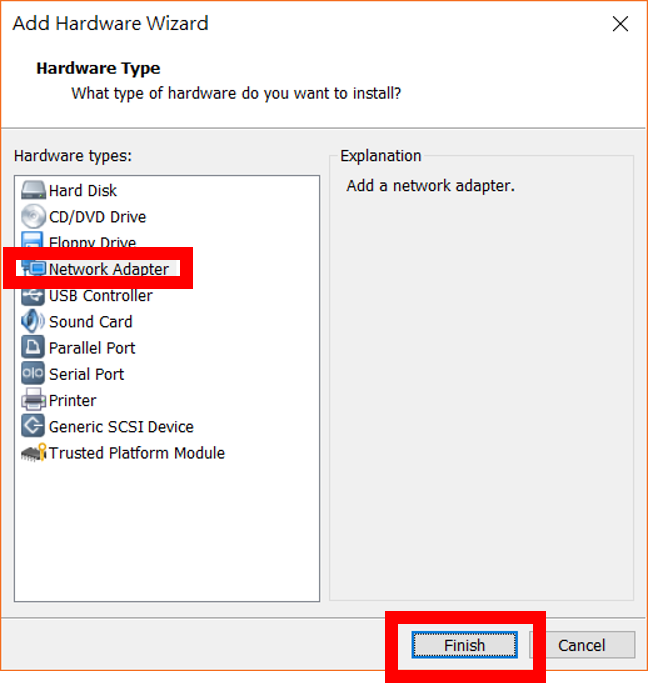 Add Hardware Wizard
Hardware Type
What type of hardware do you want to install?
Hardware types:
Hard Disk
CD/DVD Drive
Floppy Drive
Network Adapter
USB Controller
Sound Card
Parallel Port
Serial Port
Printer
Generic SCSI Device
Trusted Platform Module
Explanation
Add a network adapter.
Finish
Cancel